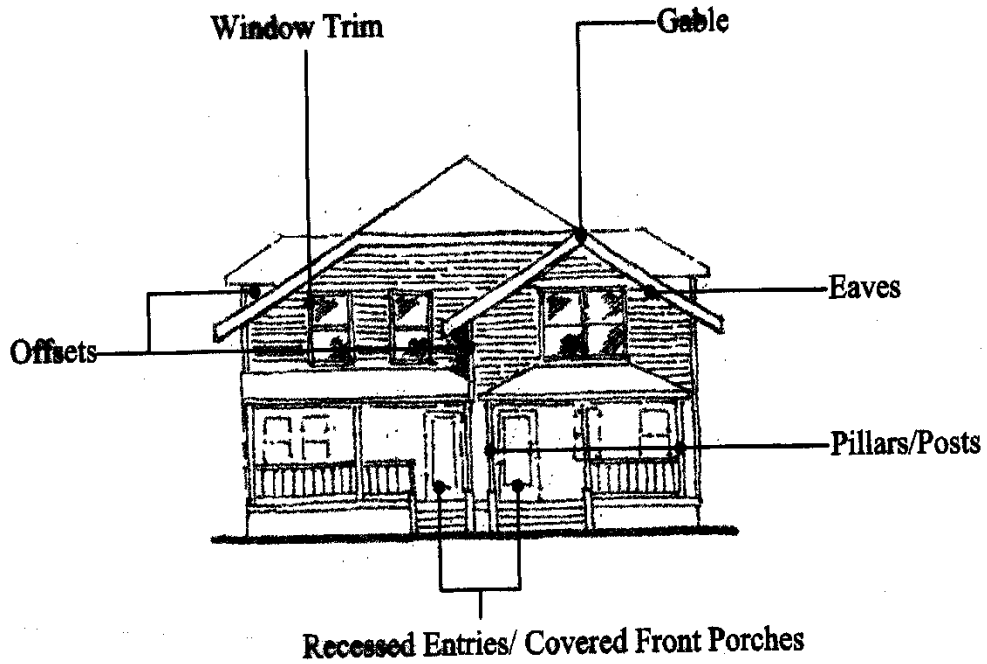 Window Trim
Gable
Eaves
Offsets
Pillars/Posts
Recessed Entries/ Covered Front Porches